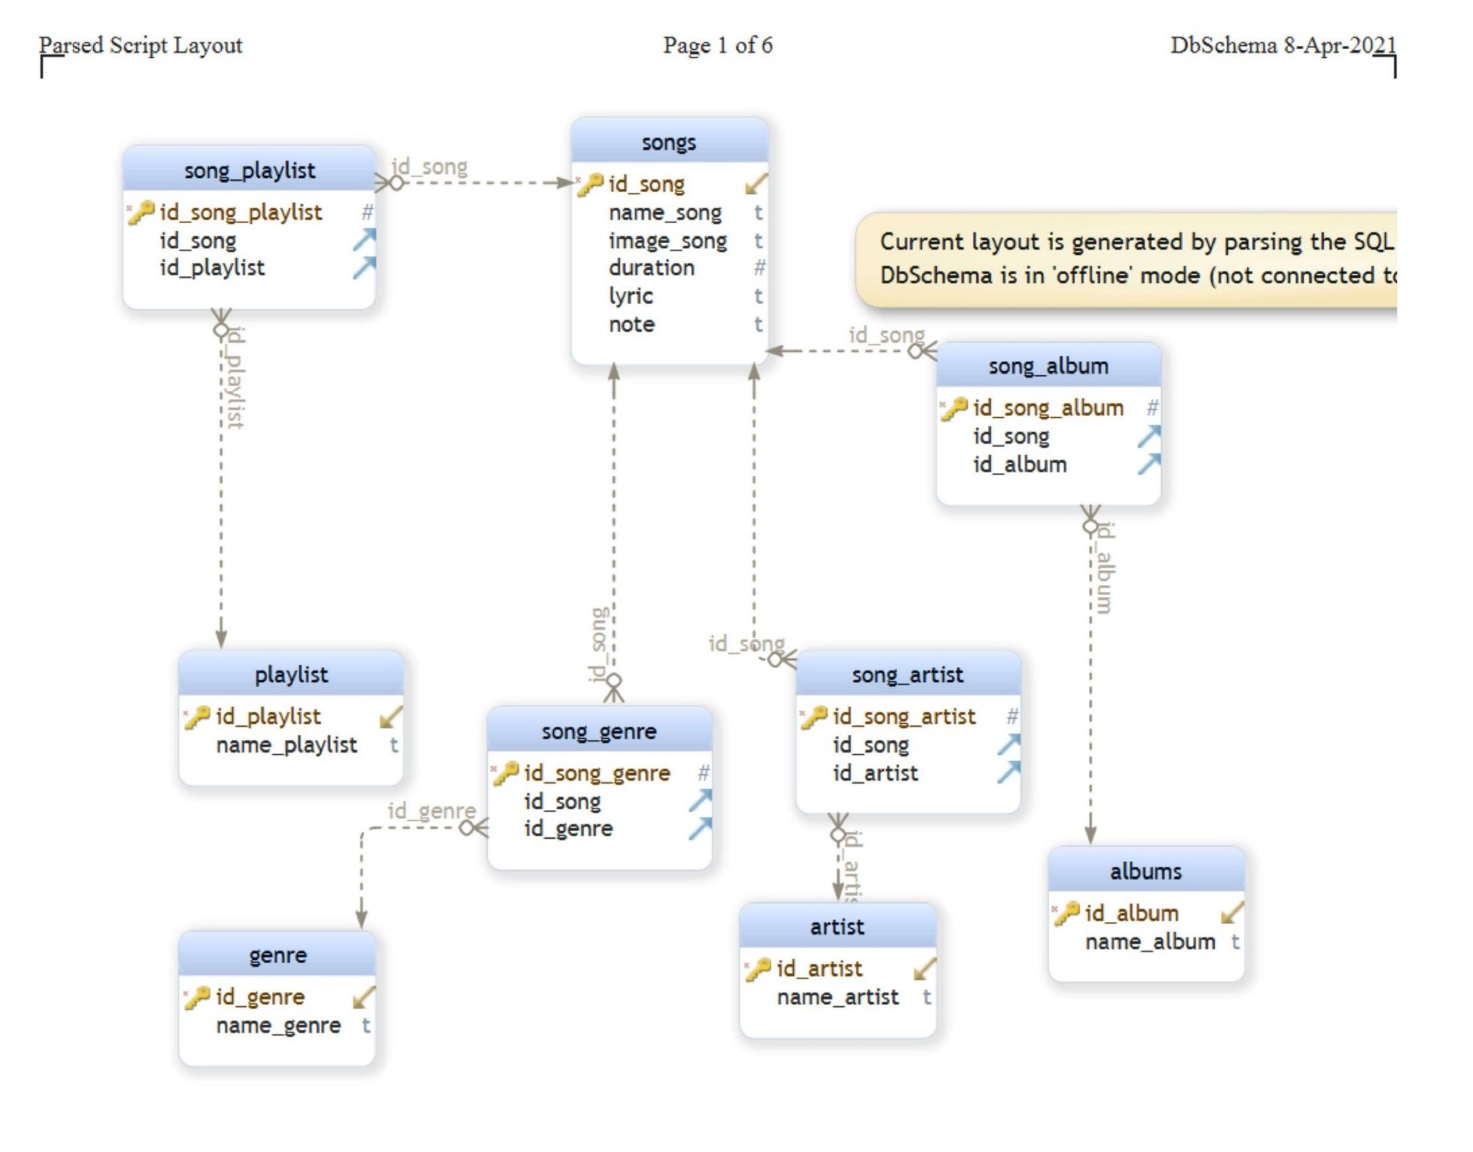 Parsed Script Layout
Page 1 of 6
DbSchema 8-Apr-2021
song_playlist
id_song_playlist #
id_song
id_playlist
id_song
songs
id_song
name_song t
image_song t
duration #
lyric t
note t
Current layout is generated by parsing the SQL
DbSchema is in 'offline' mode (not connected to
id_song
song_album
id_song_album #
id_song
id_album
id_playlist
id_album
id_song
id_song
playlist
id_playlist
name_playlist t
song_genre
id_song_genre #
id_song
id_genre
song_artist
id_song_artist #
id_song
id_artist
id_genre
id_artis
albums
id_album
name_album t
genre
id_genre
name_genre t
artist
id_artist
name_artist t